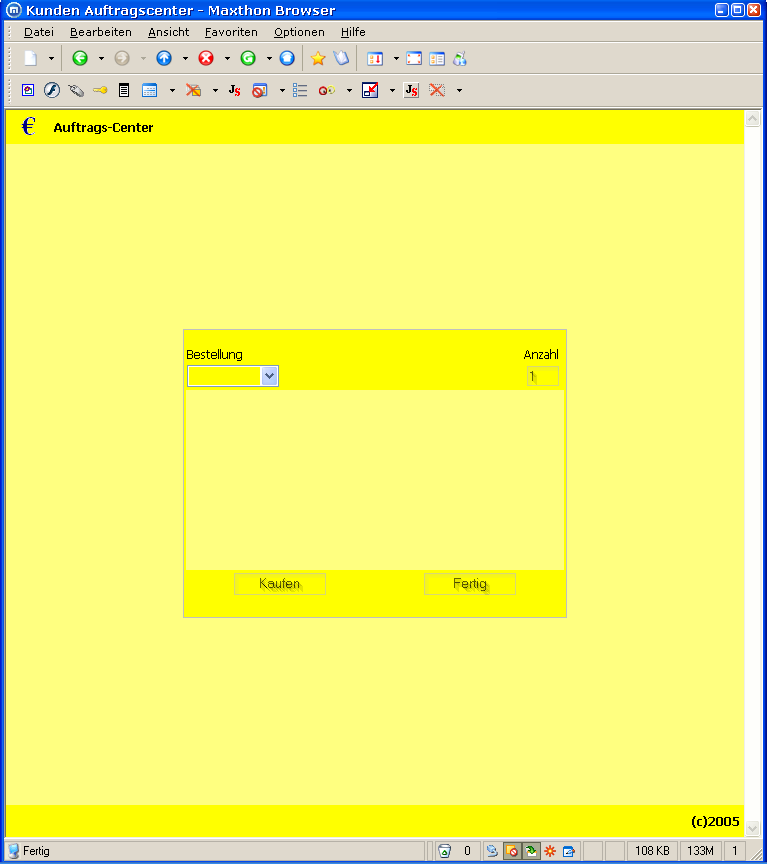 Kunden Auftragscenter - Maxthon Browser
Datei Bearbeiten Ansicht Favoriten Optionen Hilfe
€ Auftrags-Center
Bestellung Anzahl
1
Kaufen Fertig
(c)2005
Fertig 0 108 KB 133M 1